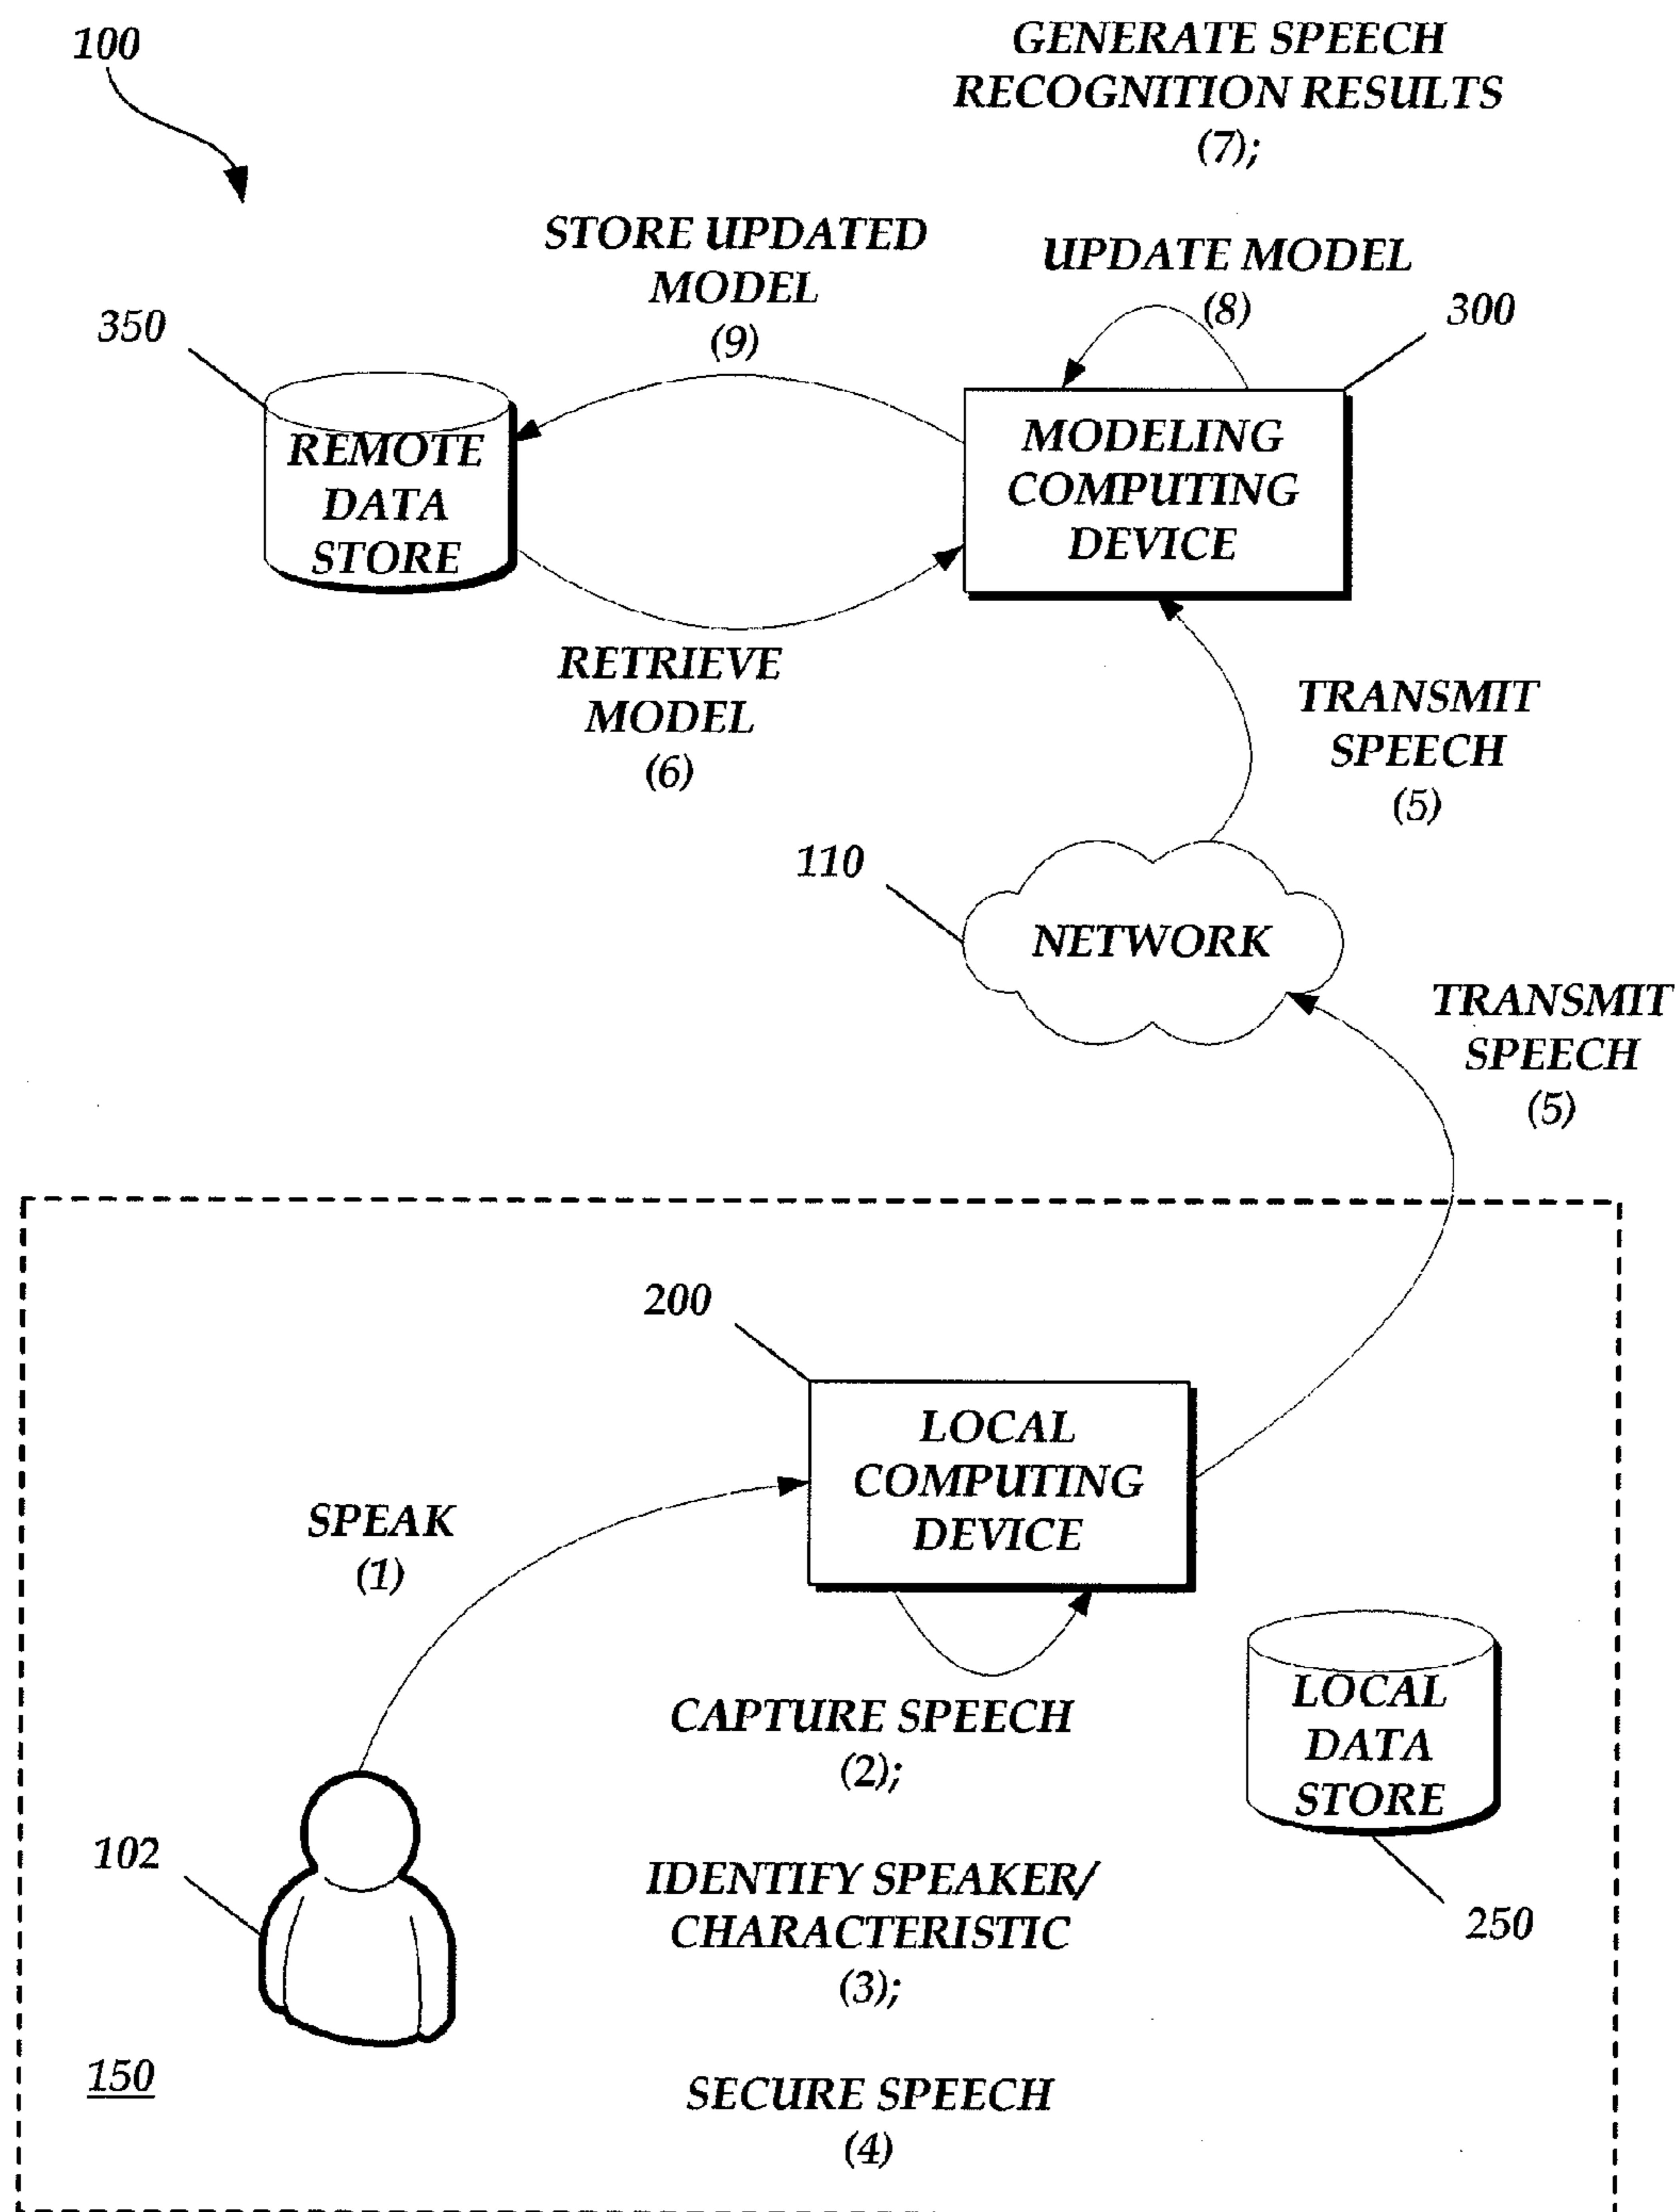 100
GENERATE SPEECH
RECOGNITION RESULTS
(7);
STORE UPDATED
MODEL
(9)
UPDATE MODEL
(8)
350
300
REMOTE
DATA
STORE
MODELING
COMPUTING
DEVICE
RETRIEVE
MODEL
(6)
TRANSMIT
SPEECH
(5)
110
NETWORK
TRANSMIT
SPEECH
(5)
200
LOCAL
COMPUTING
DEVICE
SPEAK
(1)
CAPTURE SPEECH
(2);
LOCAL
DATA
STORE
102
IDENTIFY SPEAKER/
CHARACTERISTIC
(3);
250
150
SECURE SPEECH
(4)